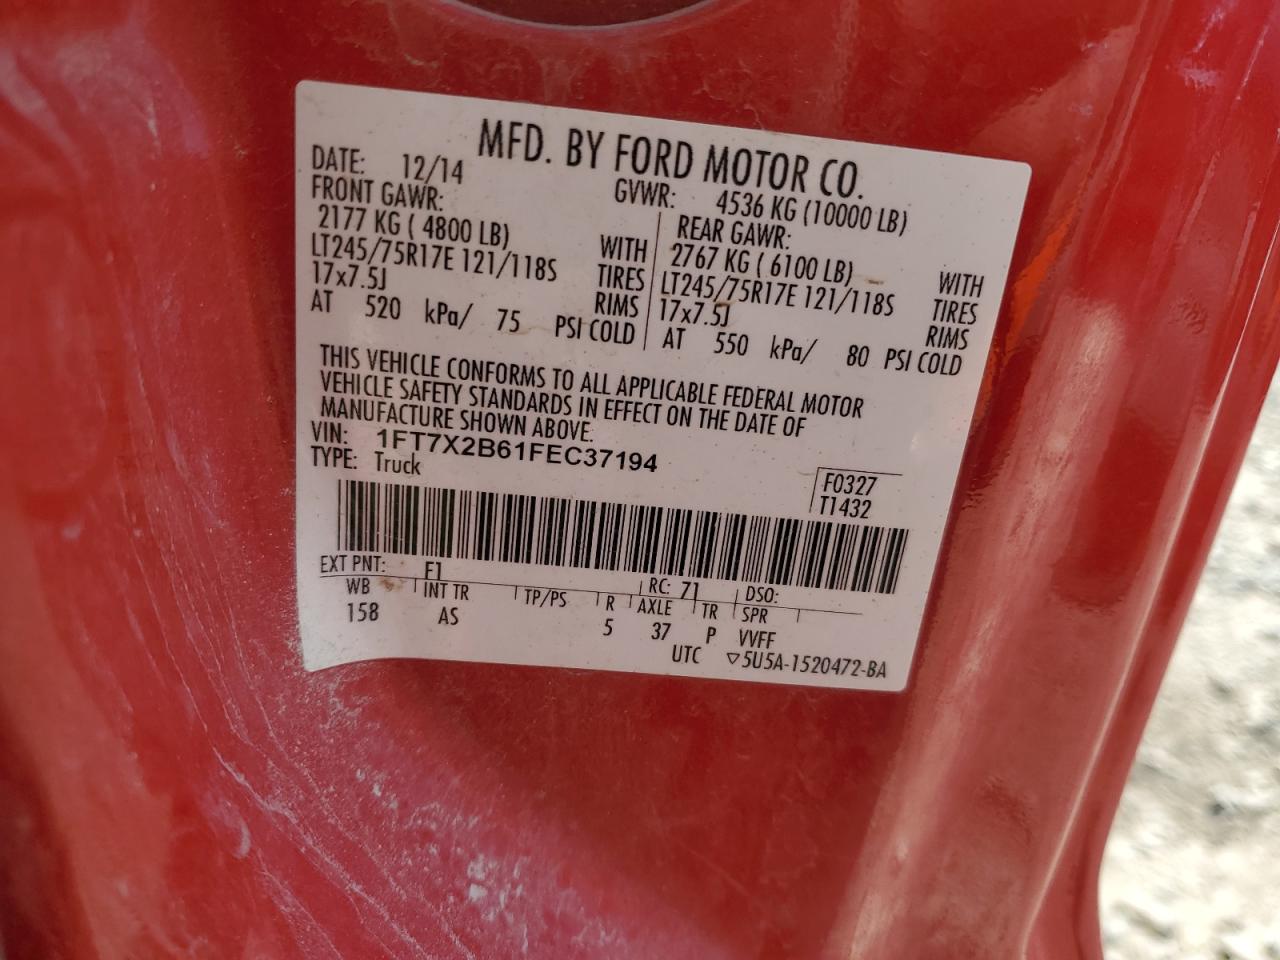 MFD. BY FORD MOTOR CO.
DATE: 12/14 GVWR: 4536 KG (10000 LB)
FRONT GAWR: REAR GAWR:
2177 KG ( 4800 LB) WITH 2767 KG ( 6100 LB) WITH
LT245/75R17E 121/118S TIRES LT245/75R17E 121/118S TIRES
17x7.5J RIMS 17x7.5J RIMS
AT 520 kPa/ 75 PSI COLD AT 550 kPa/ 80 PSI COLD
THIS VEHICLE CONFORMS TO ALL APPLICABLE FEDERAL MOTOR
VEHICLE SAFETY STANDARDS IN EFFECT ON THE DATE OF
MANUFACTURE SHOWN ABOVE.
VIN: 1FT7X2B61FEC37194
TYPE: Truck F0327
T1432
EXT PNT: F1 RC: 71 DSO:
WB INT TR TP/PS R AXLE TR SPR
158 AS 5 37 P VVFF
UTC ▽5U5A-1520472-BA